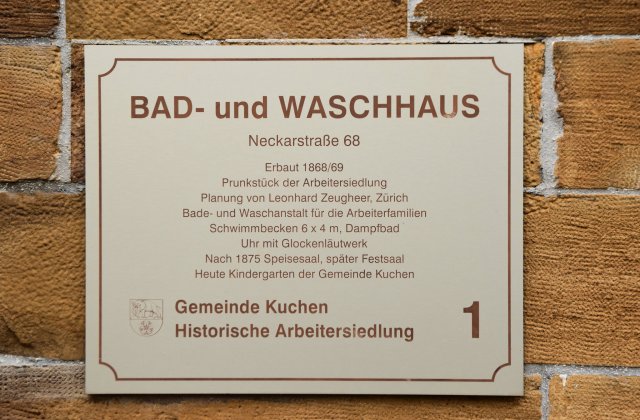 BAD- und WASCHHAUS
Neckarstraße 68
Erbaut 1868/69
Prunkstück der Arbeitersiedlung
Planung von Leonhard Zeugheer, Zürich
Bade- und Waschanstalt für die Arbeiterfamilien
Schwimmbecken 6 x 4 m, Dampfbad
Uhr mit Glockenläutwerk
Nach 1875 Speisesaal, später Festsaal
Heute Kindergarten der Gemeinde Kuchen
Gemeinde Kuchen
Historische Arbeitersiedlung
1